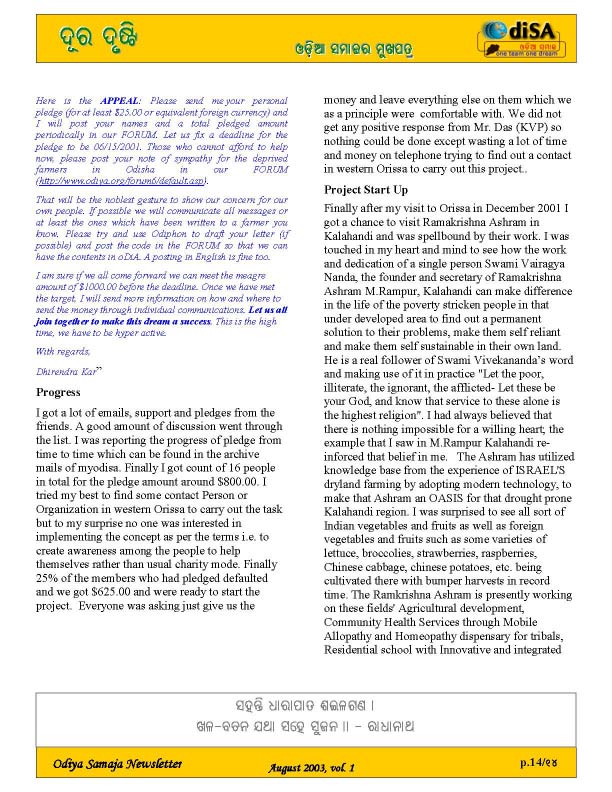 ଦୂର ଦୃଷ୍ଟି
ଓଡ଼ିଆ ସମାଜର ମୁଖପତ୍ର
diSA
ଓଡ଼ିଆ ସମାଜ
one team one dream
Here is the APPEAL: Please send me your personal
pledge (for at least $25.00 or equivalent foreign currency) and
I will post your names and a total pledged amount
periodically in our FORUM. Let us fix a deadline for the
pledge to be 06/15/2001. Those who cannot afford to help
now, please post your note of sympathy for the deprived
farmers in Odisha in our FORUM
(http://www.odiya.org/forum6/default.asp).
That will be the noblest gesture to show our concern for our
own people. If possible we will communicate all messages or
at least the ones which have been written to a farmer you
know. Please try and use Odiphon to draft your letter (if
possible) and post the code in the FORUM so that we can
have the contents in oDiA. A posting in English is fine too.
I am sure if we all come forward we can meet the meagre
amount of $1000.00 before the deadline. Once we have met
the target, I will send more information on how and where to
send the money through individual communications. Let us all
join together to make this dream a success. This is the high
time, we have to be hyper active.
With regards,
Dhirendra Kar”
Progress
I got a lot of emails, support and pledges from the
friends. A good amount of discussion went through
the list. I was reporting the progress of pledge from
time to time which can be found in the archive
mails of myodisa. Finally I got count of 16 people
in total for the pledge amount around $800.00. I
tried my best to find some contact Person or
Organization in western Orissa to carry out the task
but to my surprise no one was interested in
implementing the concept as per the terms i.e. to
create awareness among the people to help
themselves rather than usual charity mode. Finally
25% of the members who had pledged defaulted
and we got $625.00 and were ready to start the
project.  Everyone was asking just give us the
money and leave everything else on them which we
as a principle were  comfortable with. We did not
get any positive response from Mr. Das (KVP) so
nothing could be done except wasting a lot of time
and money on telephone trying to find out a contact
in western Orissa to carry out this project..
Project Start Up
Finally after my visit to Orissa in December 2001 I
got a chance to visit Ramakrishna Ashram in
Kalahandi and was spellbound by their work. I was
touched in my heart and mind to see how the work
and dedication of a single person Swami Vairagya
Nanda, the founder and secretary of Ramakrishna
Ashram M.Rampur, Kalahandi can make difference
in the life of the poverty stricken people in that
under developed area to find out a permanent
solution to their problems, make them self reliant
and make them self sustainable in their own land.
He is a real follower of Swami Vivekananda’s word
and making use of it in practice "Let the poor,
illiterate, the ignorant, the afflicted- Let these be
your God, and know that service to these alone is
the highest religion". I had always believed that
there is nothing impossible for a willing heart; the
example that I saw in M.Rampur Kalahandi re-
inforced that belief in me.   The Ashram has utilized
knowledge base from the experience of ISRAEL'S
dryland farming by adopting modern technology, to
make that Ashram an OASIS for that drought prone
Kalahandi region. I was surprised to see all sort of
Indian vegetables and fruits as well as foreign
vegetables and fruits such as some varieties of
lettuce, broccolies, strawberries, raspberries,
Chinese cabbage, chinese potatoes, etc. being
cultivated there with bumper harvests in record
time. The Ramkrishna Ashram is presently working
on these fields' Agricultural development,
Community Health Services through Mobile
Allopathy and Homeopathy dispensary for tribals,
Residential school with Innovative and integrated
ସହନ୍ତି ଧାରାପାତ ଶଇଳଗଣ ।
ଖଳ-ବଚନ ଯଥା ସହେ ସୁଜନ ॥ - ରାଧାନାଥ
Odiya Samaja Newsletter
August 2003, vol. 1
p.14/୧୪